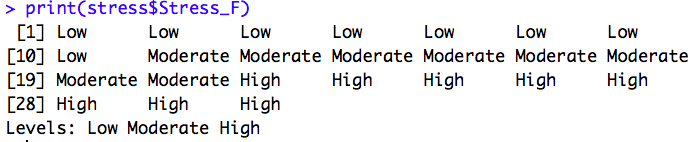 > print(stress$Stress_F)
[1] Low Low Low Low Low Low Low
[10] Low Moderate Moderate Moderate Moderate Moderate Moderate
[19] Moderate Moderate High High High High High
[28] High High High
Levels: Low Moderate High